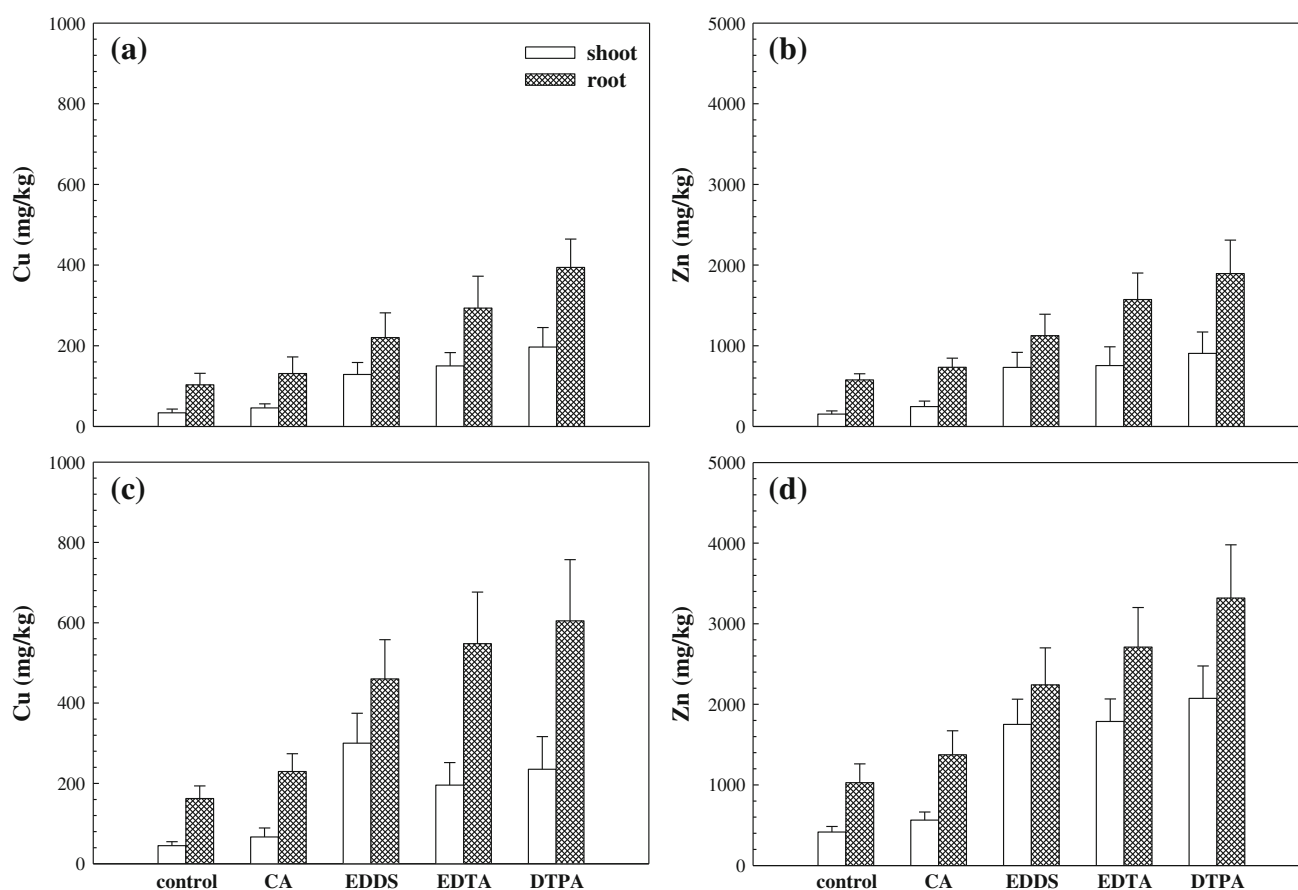 (a)
shoot
root
1000
800
600
400
200
0
Cu (mg/kg)
(b)
5000
4000
3000
2000
1000
0
Zn (mg/kg)
(c)
1000
800
600
400
200
0
Cu (mg/kg)
control CA EDDS EDTA DTPA
(d)
5000
4000
3000
2000
1000
0
Zn (mg/kg)
control CA EDDS EDTA DTPA